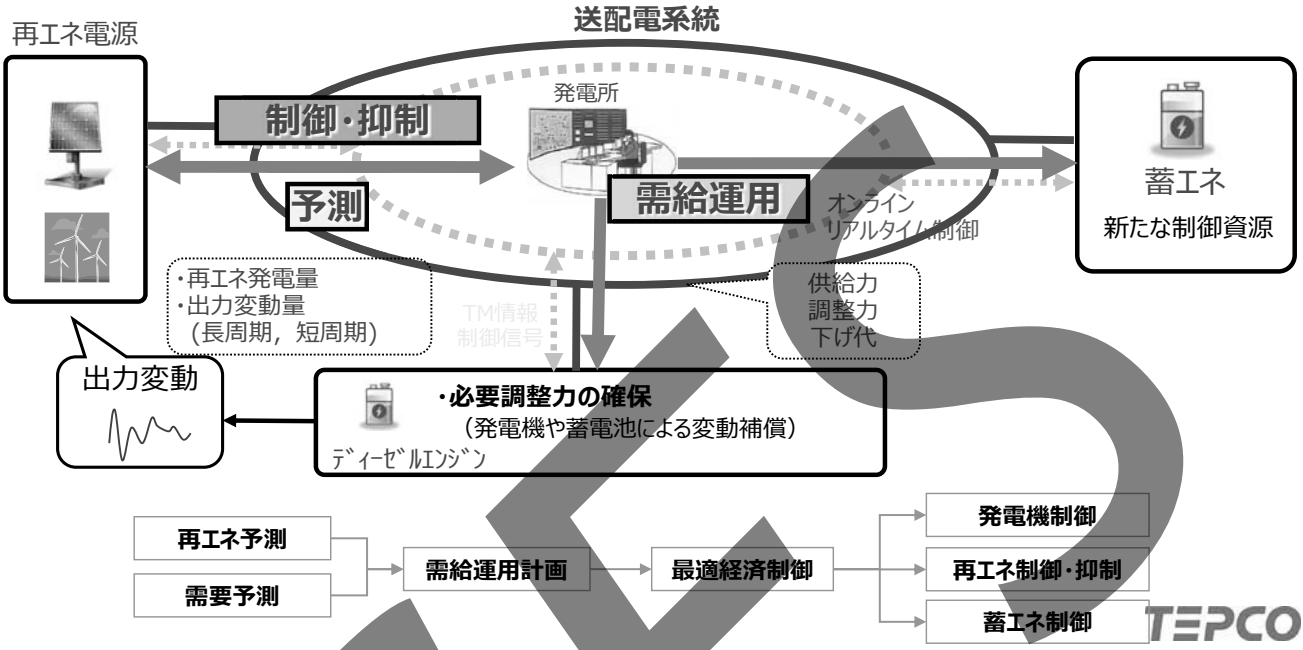 送配電系統
再エネ電源
発電所
制御・抑制
予測
需給運用
オンライン
リアルタイム制御
蓄エネ
新たな制御資源
・再エネ発電量
・出力変動量
(長周期，短周期)
TM情報
制御信号
供給力
調整力
下げ代
出力変動
・必要調整力の確保
（発電機や蓄電池による変動補償）
ﾃﾞｨｰｾﾞﾙｴﾝｼﾞﾝ
再エネ予測
需要予測
需給運用計画
最適経済制御
発電機制御
再エネ制御・抑制
蓄エネ制御
TEPCO